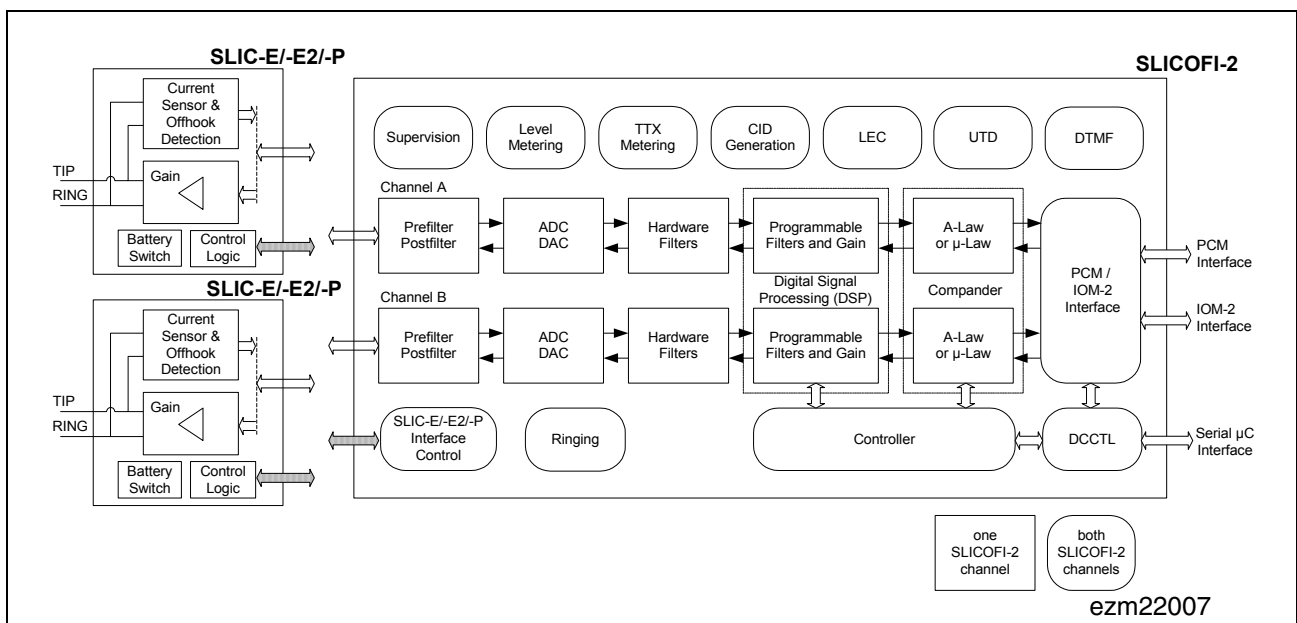 SLIC-E/-E2/-P
SLICOFI-2
Current
Sensor &
Offhook
Detection
TIP
RING
Gain
Battery
Switch
Control
Logic
SLIC-E/-E2/-P
Current
Sensor &
Offhook
Detection
TIP
RING
Gain
Battery
Switch
Control
Logic
Supervision
Level
Metering
TTX
Metering
CID
Generation
LEC
UTD
DTMF
Channel A
Prefilter
Postfilter
ADC
DAC
Hardware
Filters
Programmable
Filters and Gain
A-Law
or µ-Law
Digital Signal
Processing (DSP)
Compander
PCM /
IOM-2
Interface
PCM
Interface
IOM-2
Interface
Channel B
Prefilter
Postfilter
ADC
DAC
Hardware
Filters
Programmable
Filters and Gain
A-Law
or µ-Law
SLIC-E/-E2/-P
Interface
Control
Ringing
Controller
DCCTL
Serial µC
Interface
one
SLICOFI-2
channel
both
SLICOFI-2
channels
ezm22007